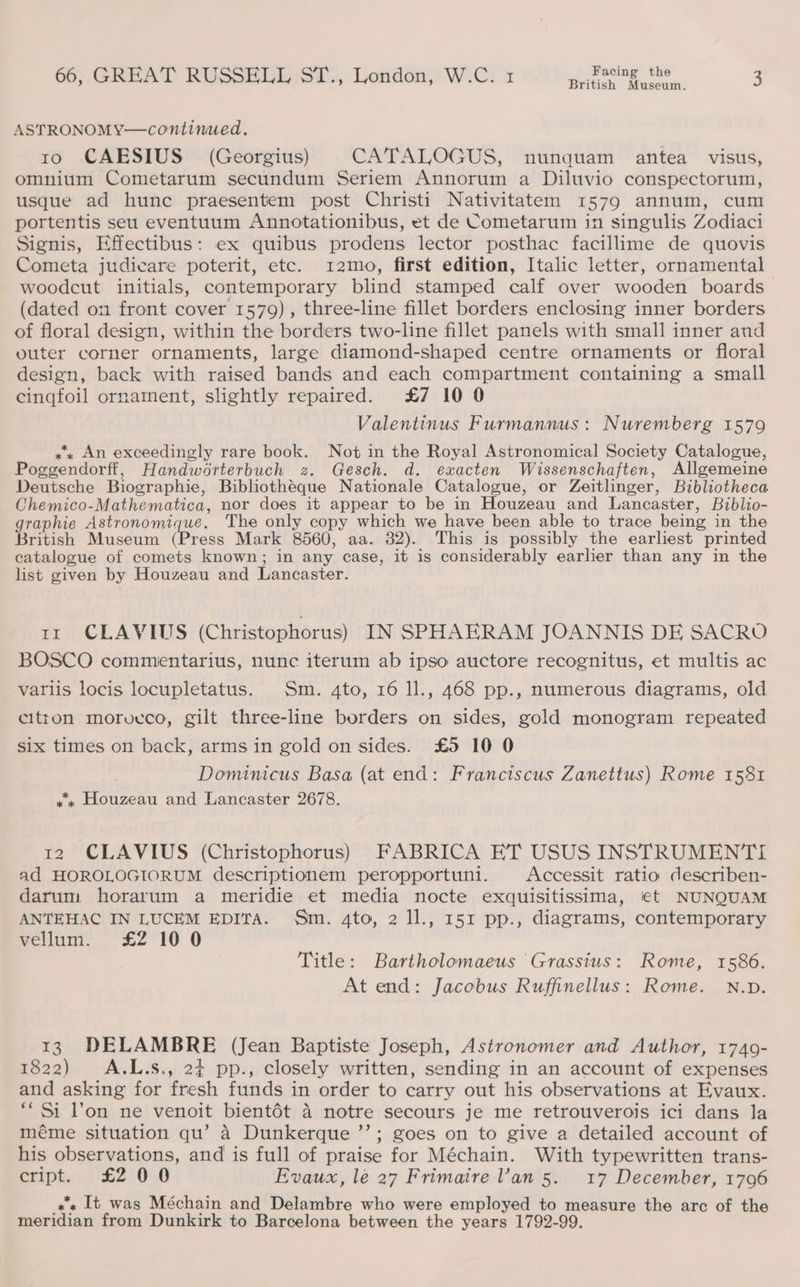 66, GREAT RUSSELL ST., London, W.C. 1 Facing the British Museum. 3
ASTRONOMY—continued.
10 CAESIUS (Georgius) CATALOGUS, nunquam antea visus,
omnium Cometarum secundum Seriem Annorum a Diluvio conspectorum,
usque ad hunc praesentem post Christi Nativitatem 1579 annum, cum
portentis seu eventuum Annotationibus, et de Cometarum in singulis Zodiaci
Signis, Effectibus: ex quibus prodens lector posthac facillime de quovis
Cometa judicare poterit, etc. 12mo, first edition, Italic letter, ornamental
woodcut initials, contemporary blind stamped calf over wooden boards
(dated on front cover 1579), three-line fillet borders enclosing inner borders
of floral design, within the borders two-line fillet panels with small inner and
outer corner ornaments, large diamond-shaped centre ornaments or floral
design, back with raised bands and each compartment containing a small
cinqfoil ornament, slightly repaired. £7 10 0
Valentinus Furmannus: Nuremberg 1579
*** An exceedingly rare book. Not in the Royal Astronomical Society Catalogue,
Poggendorff, Handwörterbuch z. Gesch. d. exacten Wissenschaften, Allgemeine
Deutsche Biographie, Bibliothèque Nationale Catalogue, or Zeitlinger, Bibliotheca
Chemico-Mathematica, nor does it appear to be in Houzeau and Lancaster, Biblio-
graphie Astronomique. The only copy which we have been able to trace being in the
British Museum (Press Mark 8560, aa. 32). This is possibly the earliest printed
catalogue of comets known; in any case, it is considerably earlier than any in the
list given by Houzeau and Lancaster.
11 CLAVIUS (Christophorus) IN SPHAERAM JOANNIS DE SACRO
BOSCO commentarius, nunc iterum ab ipso auctore recognitus, et multis ac
variis locis locupletatus. Sm. 4to, 16 ll., 468 pp., numerous diagrams, old
citron morocco, gilt three-line borders on sides, gold monogram repeated
six times on back, arms in gold on sides. £5 10 0
Dominicus Basa (at end: Franciscus Zanettus) Rome 1581
*** Houzeau and Lancaster 2678.
12 CLAVIUS (Christophorus) FABRICA ET USUS INSTRUMENTI
ad HOROLOGIORUM descriptionem peropportuni. Accessit ratio describen-
darum horarum a meridie et media nocte exquisitissima, et NUNQUAM
ANTEHAC IN LUCEM EDITA. Sm. 4to, 2 ll., 151 pp., diagrams, contemporary
vellum. £2 10 0
Title: Bartholomaeus Grassius: Rome, 1586.
At end: Jacobus Ruffinellus: Rome. N.D.
13 DELAMBRE (Jean Baptiste Joseph, Astronomer and Author, 1749-
1822) A.L.s., 2¼ pp., closely written, sending in an account of expenses
and asking for fresh funds in order to carry out his observations at Evaux.
“Si l'on ne venoit bientôt à notre secours je me retrouverois ici dans la
même situation qu' à Dunkerque”; goes on to give a detailed account of
his observations, and is full of praise for Méchain. With typewritten trans-
cript. £2 0 0 Evaux, le 27 Frimaire l'an 5. 17 December, 1796
*** It was Méchain and Delambre who were employed to measure the arc of the
meridian from Dunkirk to Barcelona between the years 1792-99.